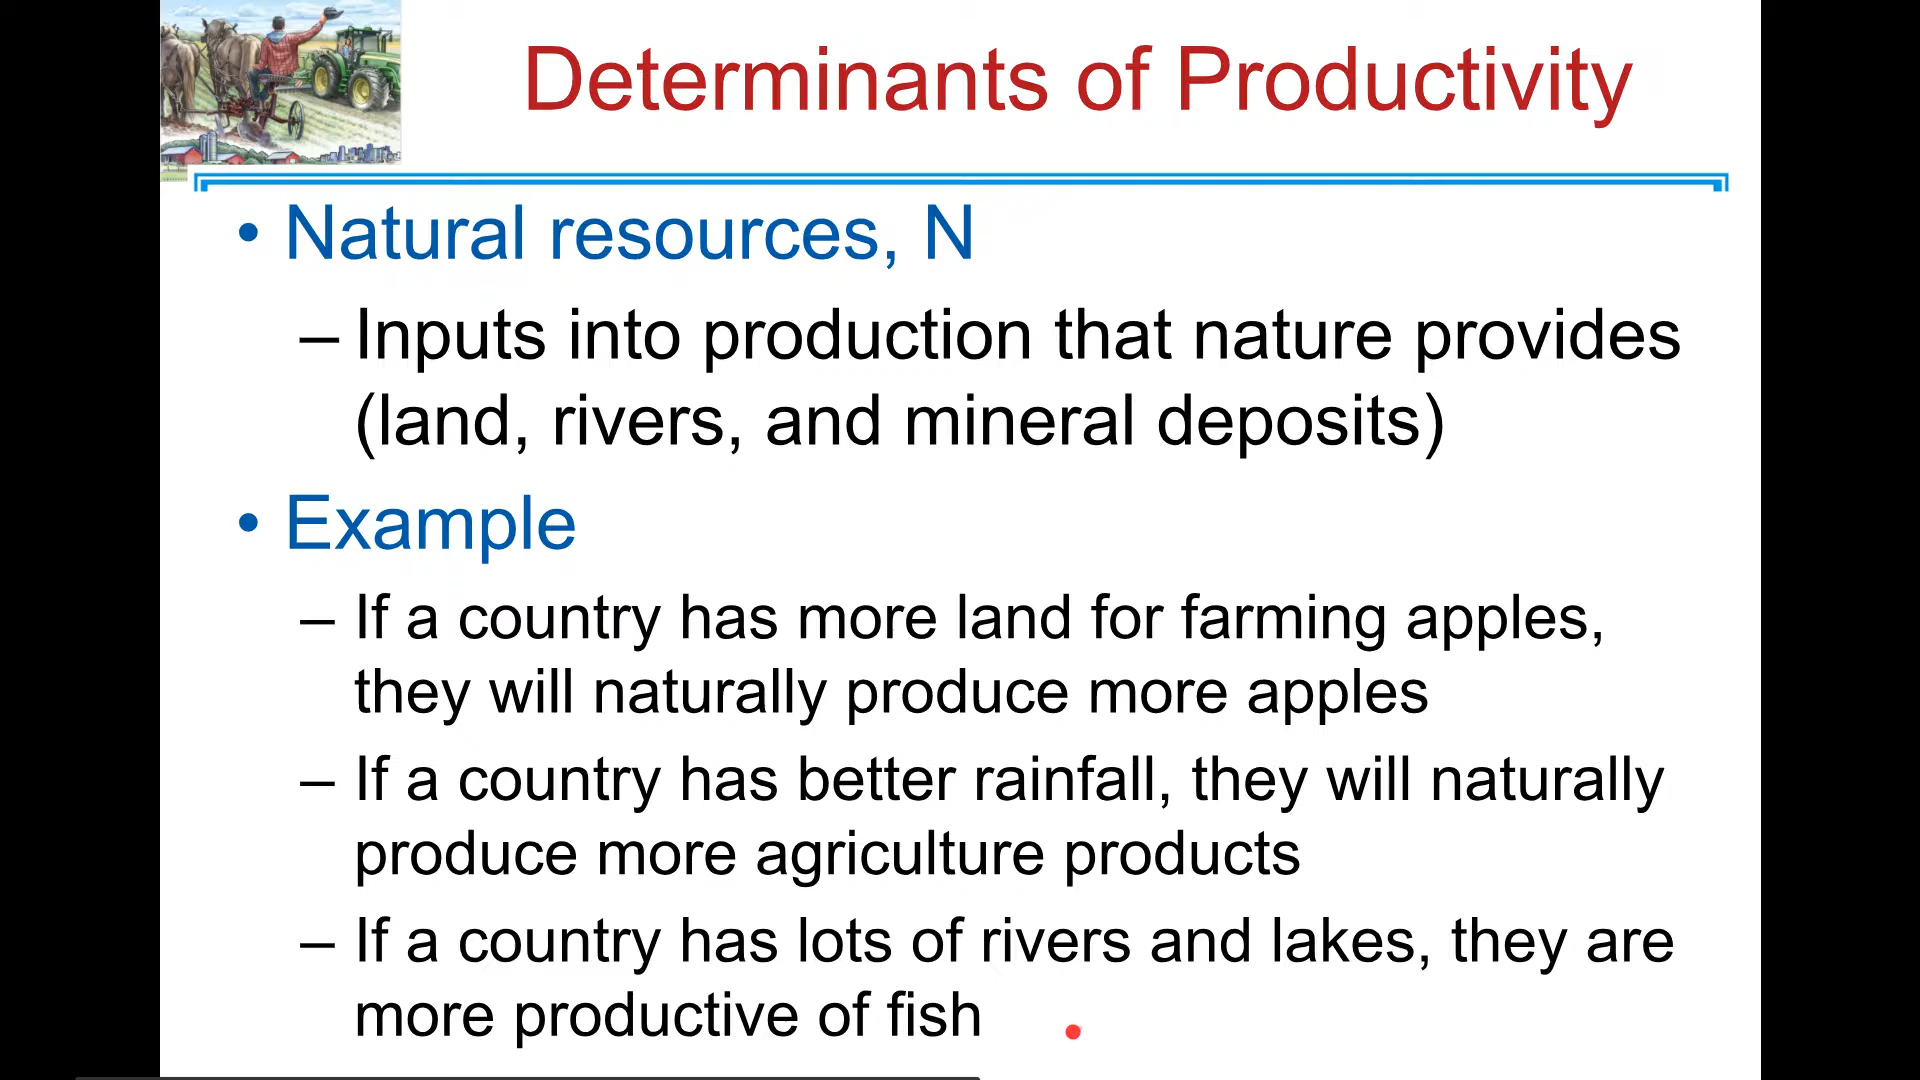 Determinants of Productivity
• Natural resources, N
– Inputs into production that nature provides
(land, rivers, and mineral deposits)
• Example
– If a country has more land for farming apples,
they will naturally produce more apples
– If a country has better rainfall, they will naturally
produce more agriculture products
– If a country has lots of rivers and lakes, they are
more productive of fish